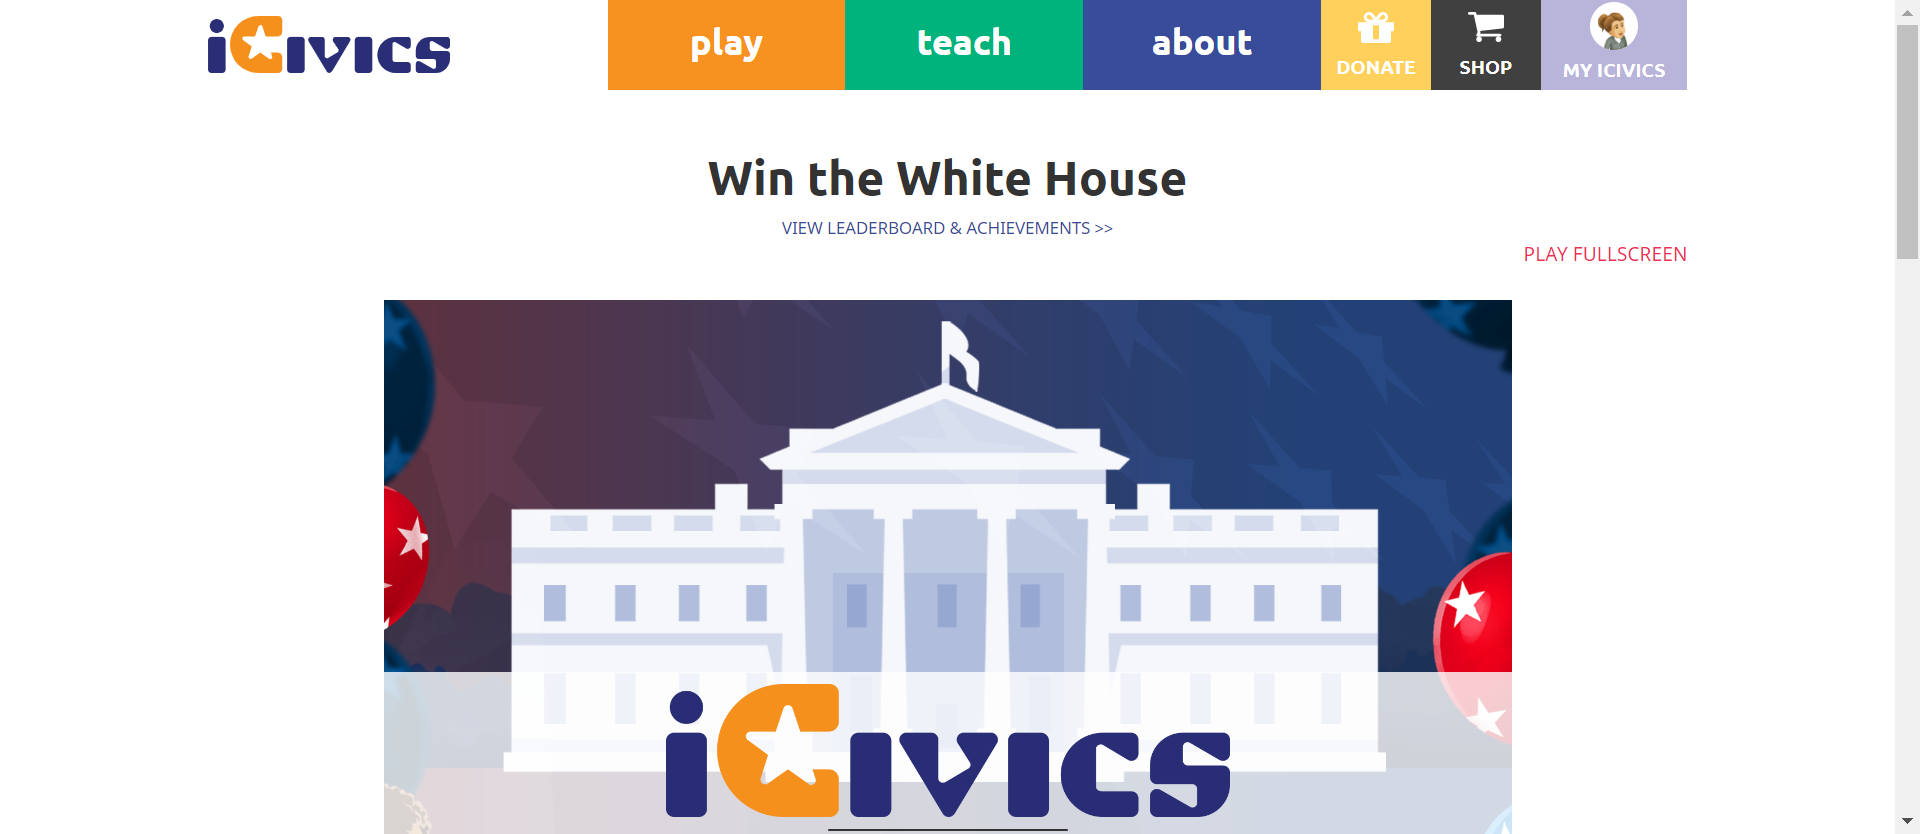 iCivics
play
teach
about
DONATE
SHOP
MY ICIVICS
Win the White House
VIEW LEADERBOARD & ACHIEVEMENTS >>
PLAY FULLSCREEN
iCivics